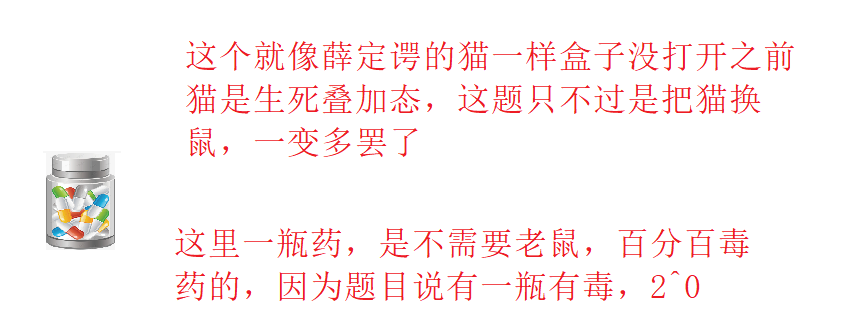 这个就像薛定谔的猫一样盒子没打开之前
猫是生死叠加态，这题只不过是把猫换
鼠，一变多罢了
这里一瓶药，是不需要老鼠，百分百毒
药的，因为题目说有一瓶有毒，2^0